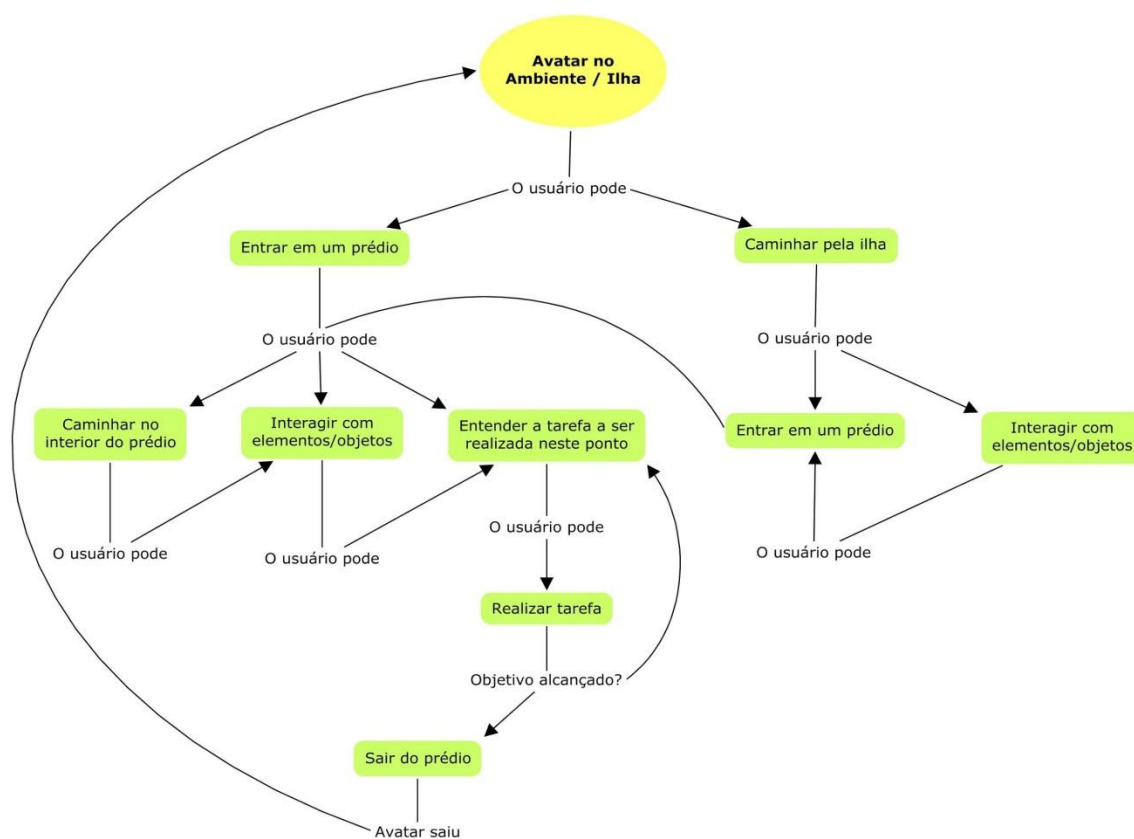 Avatar no
Ambiente / Ilha
O usuário pode
Entrar em um prédio
Caminhar pela ilha
O usuário pode
O usuário pode
Caminhar no
interior do prédio
Interagir com
elementos/objetos
Entender a tarefa a ser
realizada neste ponto
Entrar em um prédio
Interagir com
elementos/objetos
O usuário pode
O usuário pode
O usuário pode
O usuário pode
Realizar tarefa
Objetivo alcançado?
Sair do prédio
Avatar saiu